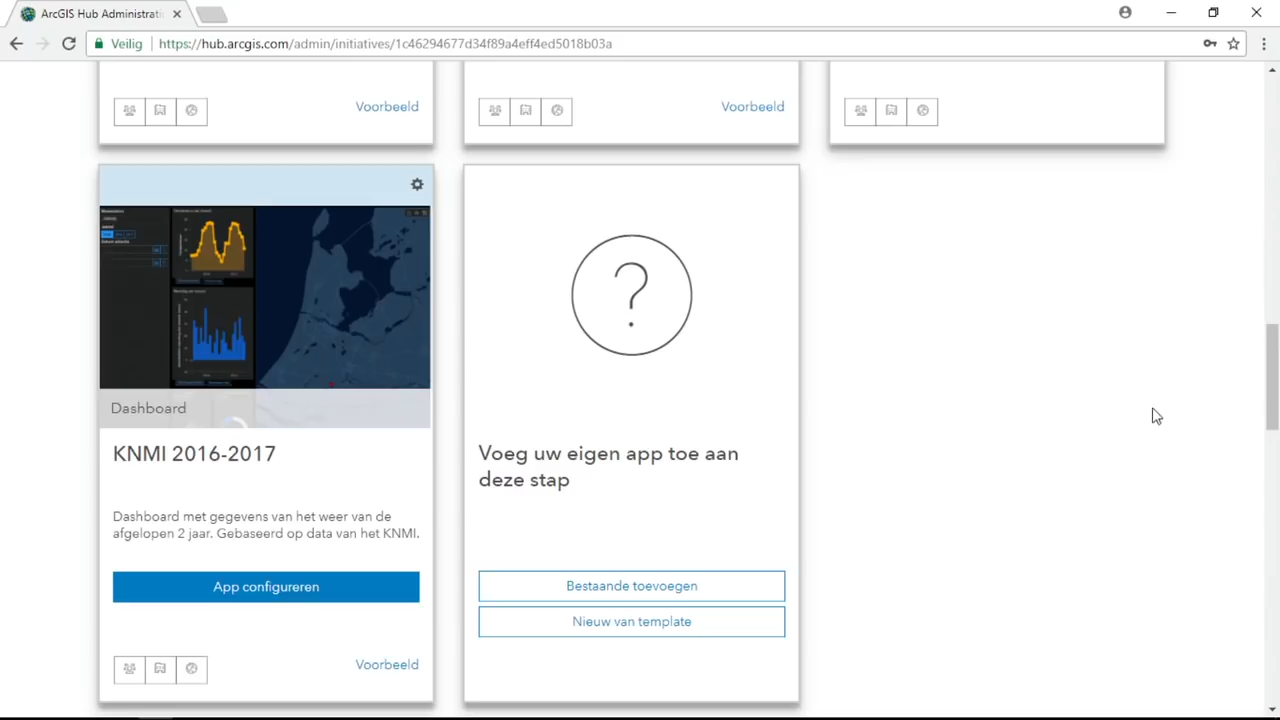 ArcGIS Hub Administrati
Veilig
https://hub.arcgis.com/admin/initiatives/1c46294677d34f89a4eff4ed5018b03a
Voorbeeld
Voorbeeld
Dashboard
KNMI 2016-2017
Dashboard met gegevens van het weer van de
afgelopen 2 jaar. Gebaseerd op data van het KNMI.
App configureren
Voorbeeld
?
Voeg uw eigen app toe aan
deze stap
Bestaande toevoegen
Nieuw van template